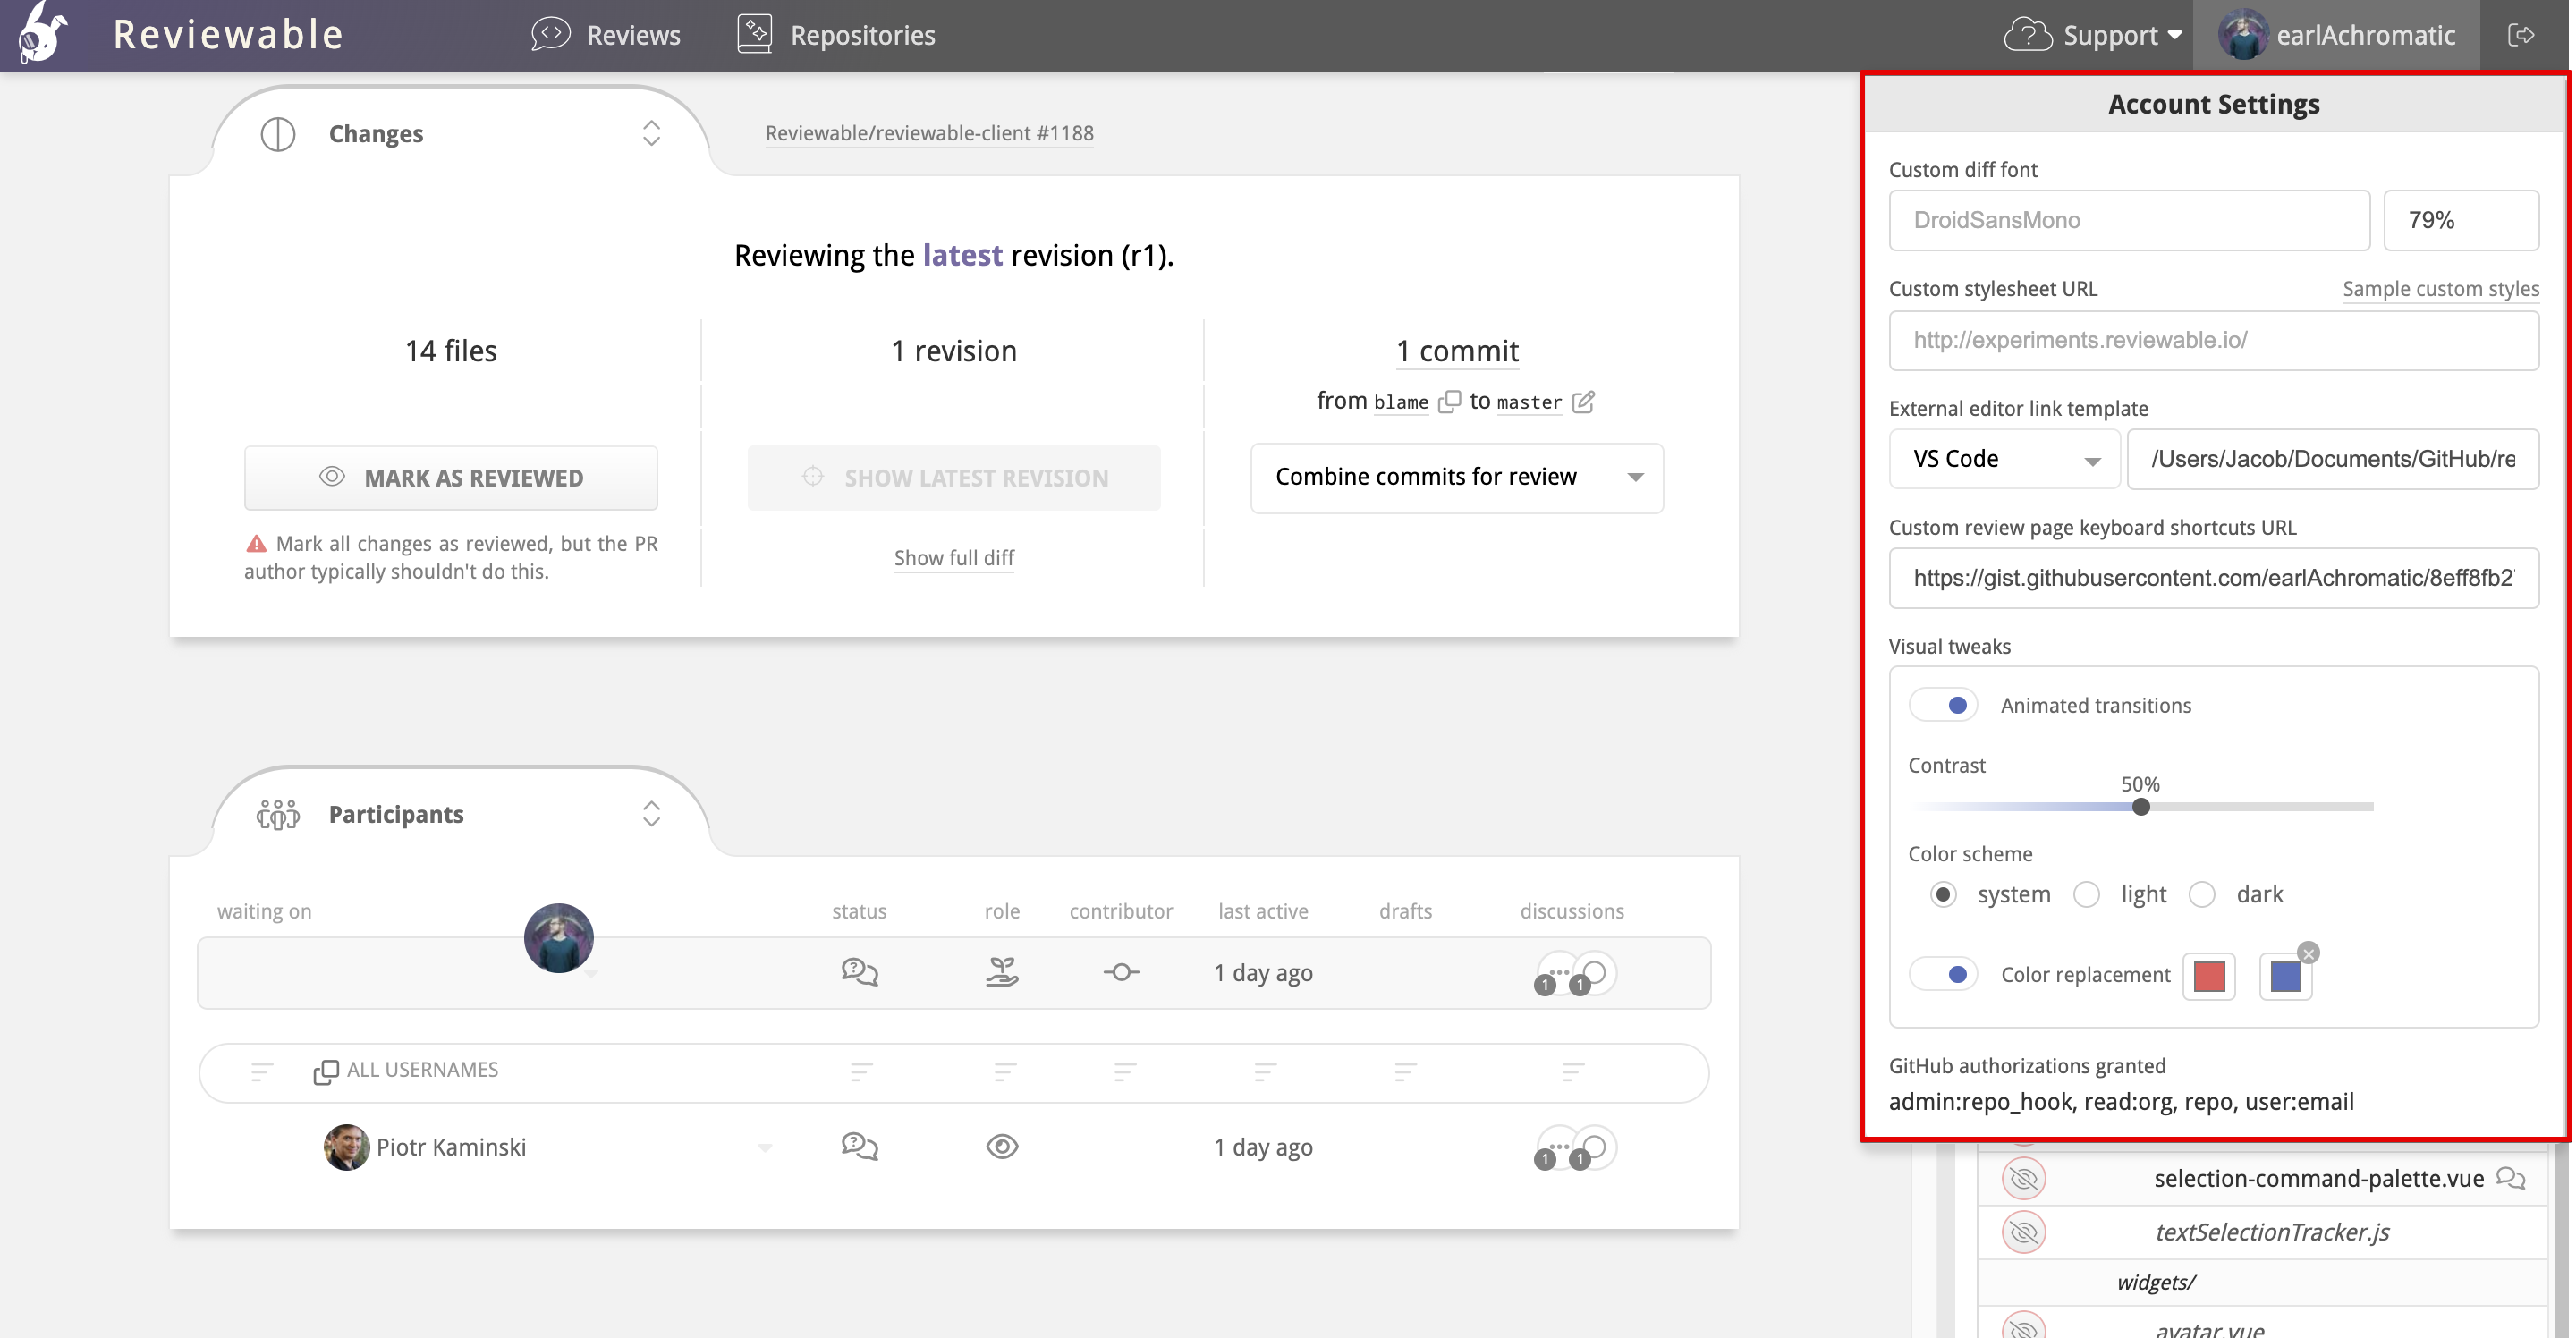 Reviewable
Reviews
Repositories
Support
earlAchromatic
Changes
Reviewable/reviewable-client #1188
Reviewing the latest revision (r1).
14 files
1 revision
1 commit
from blame to master
MARK AS REVIEWED
SHOW LATEST REVISION
Combine commits for review
Mark all changes as reviewed, but the PR
author typically shouldn't do this.
Show full diff
Participants
waiting on
status
role
contributor
last active
drafts
discussions
1 day ago
1
1
ALL USERNAMES
Piotr Kaminski
1 day ago
1
1
Account Settings
Custom diff font
DroidSansMono
79%
Custom stylesheet URL
Sample custom styles
http://experiments.reviewable.io/
External editor link template
VS Code
/Users/Jacob/Documents/GitHub/re
Custom review page keyboard shortcuts URL
https://gist.githubusercontent.com/earlAchromatic/8eff8fb2
Visual tweaks
Animated transitions
Contrast
50%
Color scheme
system
light
dark
Color replacement
GitHub authorizations granted
admin:repo_hook, read:org, repo, user:email
selection-command-palette.vue
textSelectionTracker.js
widgets/
avatar.vue